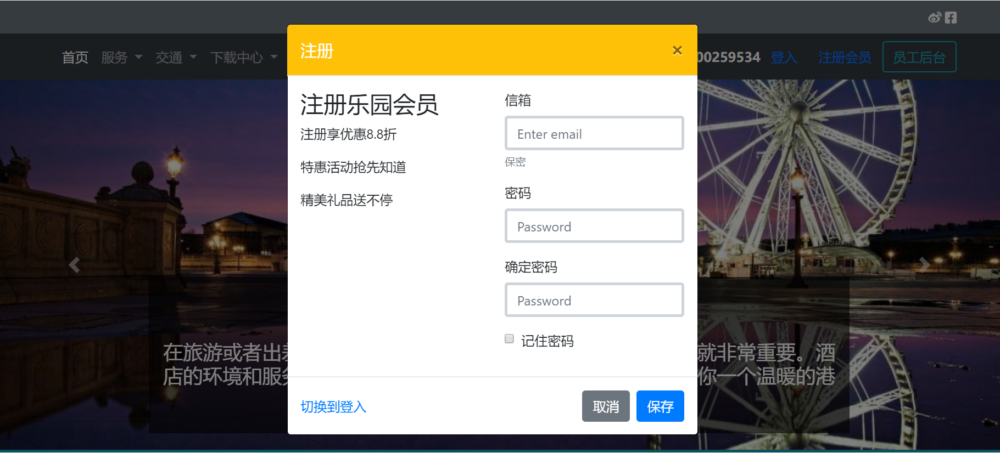 首页 服务 交通 下载中心 00259534 登入 注册会员 员工后台
注册 ×
注册乐园会员
注册享优惠8.8折
特惠活动抢先知道
精美礼品送不停
信箱
Enter email
保密
密码
Password
确定密码
Password
记住密码
在旅游或者出 就非常重要。酒
店的环境和服务 你一个温暖的港
切换到登入 取消 保存